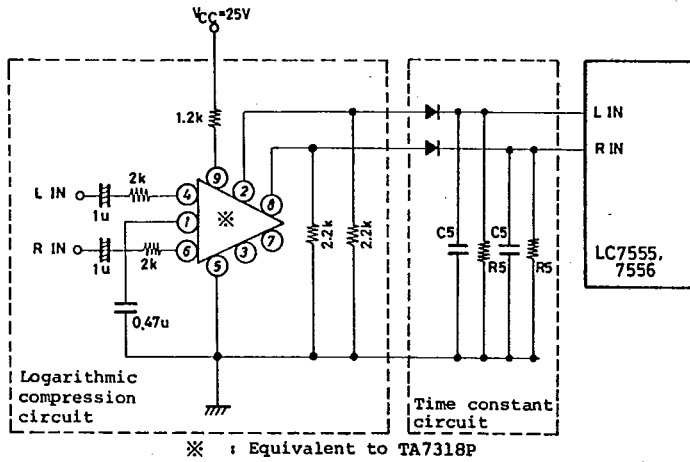 VCC=25V
1.2k
9
2
8
L IN
1u
2k
4
1
※
R IN
1u
2k
6
5
3
7
0.47u
2.2k
2.2k
C5
R5
C5
R5
L IN
R IN
LC7555,
7556
Logarithmic
compression
circuit
Time constant
circuit
※ : Equivalent to TA7318P